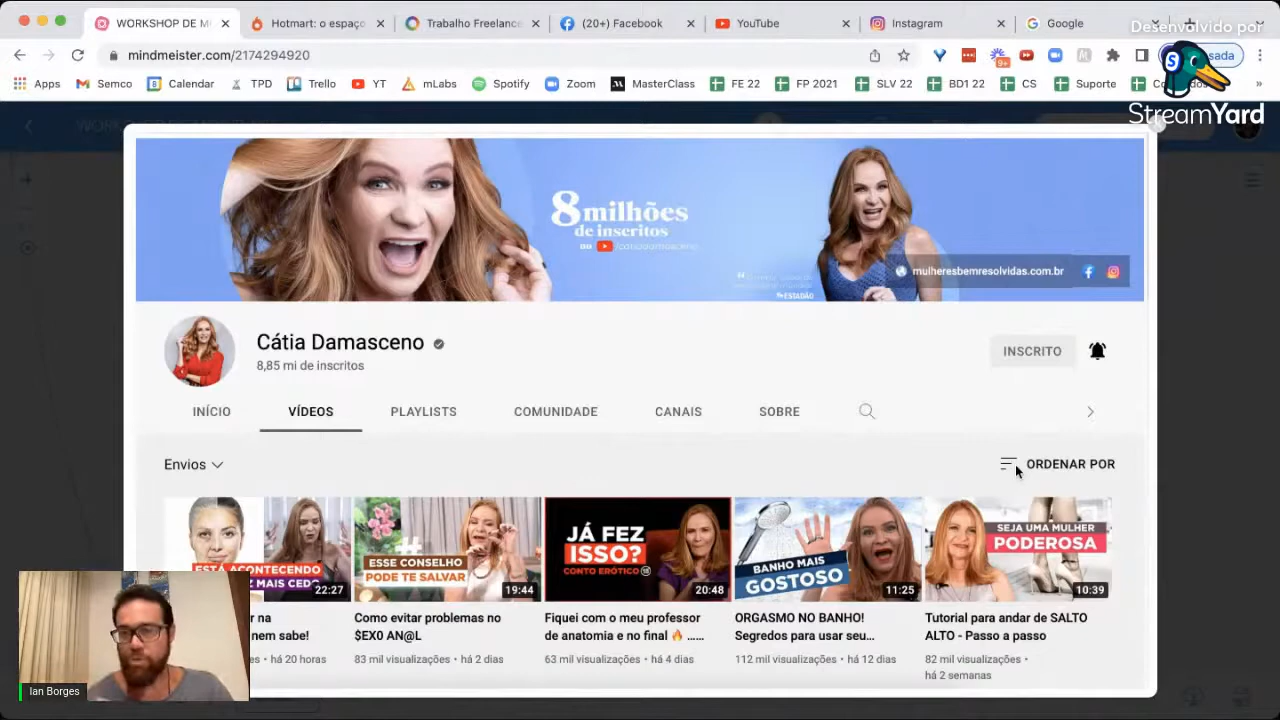 WORKSHOP DE M
Hotmart: o espaço
Trabalho Freelance
(20+) Facebook
YouTube
Instagram
Google
Desenvolvido por
mindmeister.com/2174294920
9+
Apps
Semco
Calendar
TPD
Trello
YT
mLabs
Spotify
Zoom
MasterClass
FE 22
FP 2021
SLV 22
BD1 22
CS
Suporte
StreamYard
8 milhões
de inscritos
mulheresbemresolvidas.com.br
ESTADÃO
Cátia Damasceno
8,85 mi de inscritos
INSCRITO
INÍCIO
VÍDEOS
PLAYLISTS
COMUNIDADE
CANAIS
SOBRE
Envios
ORDENAR POR
ESTÁ ACONTECENDO
MAIS CEDO
22:27
ESSE CONSELHO
PODE TE SALVAR
19:44
JÁ FEZ
ISSO?
CONTO ERÓTICO 18
20:48
BANHO MAIS
GOSTOSO
11:25
SEJA UMA MULHER
PODEROSA
10:39
r na
nem sabe!
es • há 20 horas
Como evitar problemas no
$EX0 AN@L
83 mil visualizações • há 2 dias
Fiquei com o meu professor
de anatomia e no final 🔥 ......
63 mil visualizações • há 4 dias
ORGASMO NO BANHO!
Segredos para usar seu...
112 mil visualizações • há 12 dias
Tutorial para andar de SALTO
ALTO - Passo a passo
82 mil visualizações •
há 2 semanas
Ian Borges